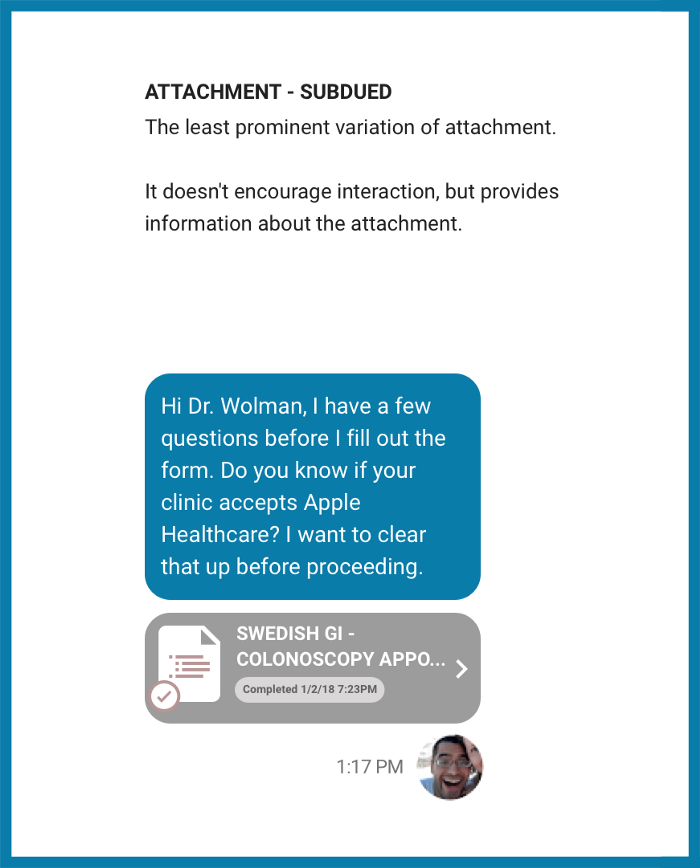 ATTACHMENT - SUBDUED
The least prominent variation of attachment.
It doesn't encourage interaction, but provides
information about the attachment.
Hi Dr. Wolman, I have a few
questions before I fill out the
form. Do you know if your
clinic accepts Apple
Healthcare? I want to clear
that up before proceeding.
SWEDISH GI -
COLONOSCOPY APPO...
Completed 1/2/18 7:23PM
1:17 PM